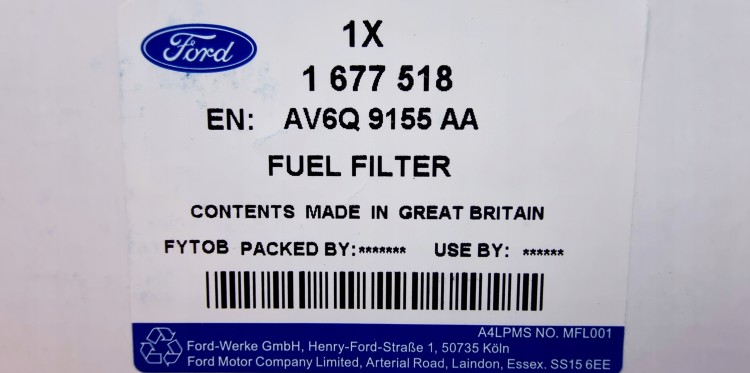 Ford
1X
1 677 518
EN: AV6Q 9155 AA
FUEL FILTER
CONTENTS MADE IN GREAT BRITAIN
FYTOB PACKED BY:******* USE BY: ******
A4LPMS NO. MFL001
Ford-Werke GmbH, Henry-Ford-Straße 1, 50735 Köln
Ford Motor Company Limited, Arterial Road, Laindon, Essex. SS15 6EE